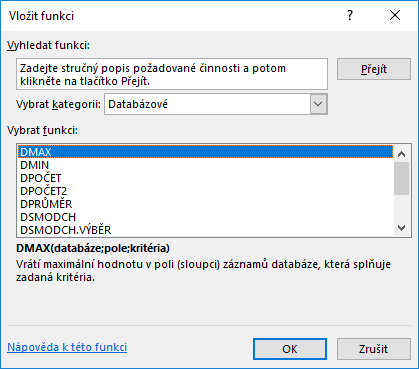 Vložit funkci
Vyhledat funkci:
Zadejte stručný popis požadované činnosti a potom
klikněte na tlačítko Přejít.
Přejít
Vybrat kategorii: Databázové
Vybrat funkci:
DMAX
DMIN
DPOČET
DPOČET2
DPRŮMĚR
DSMODCH
DSMODCH.VÝBĚR
DMAX(databáze;pole;kritéria)
Vrátí maximální hodnotu v poli (sloupci) záznamů databáze, která splňuje
zadaná kritéria.
Nápověda k této funkci
OK
Zrušit